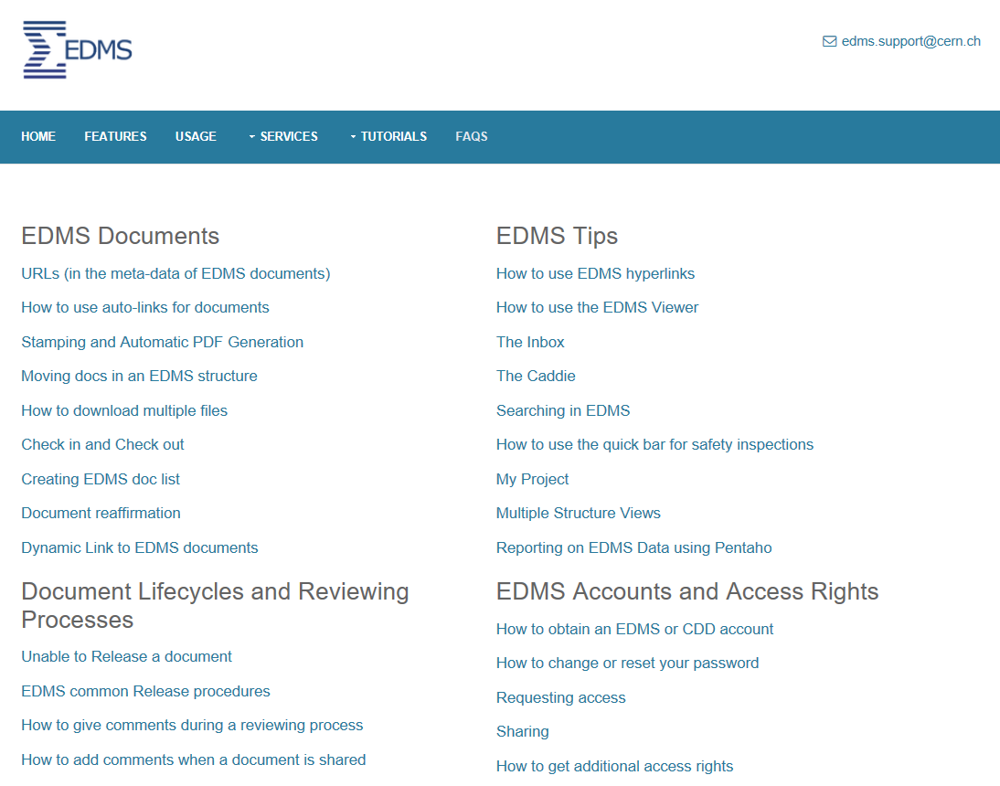 EDMS
edms.support@cern.ch
HOME FEATURES USAGE SERVICES TUTORIALS FAQS
EDMS Documents
URLs (in the meta-data of EDMS documents)
How to use auto-links for documents
Stamping and Automatic PDF Generation
Moving docs in an EDMS structure
How to download multiple files
Check in and Check out
Creating EDMS doc list
Document reaffirmation
Dynamic Link to EDMS documents
Document Lifecycles and Reviewing
Processes
Unable to Release a document
EDMS common Release procedures
How to give comments during a reviewing process
How to add comments when a document is shared
EDMS Tips
How to use EDMS hyperlinks
How to use the EDMS Viewer
The Inbox
The Caddie
Searching in EDMS
How to use the quick bar for safety inspections
My Project
Multiple Structure Views
Reporting on EDMS Data using Pentaho
EDMS Accounts and Access Rights
How to obtain an EDMS or CDD account
How to change or reset your password
Requesting access
Sharing
How to get additional access rights